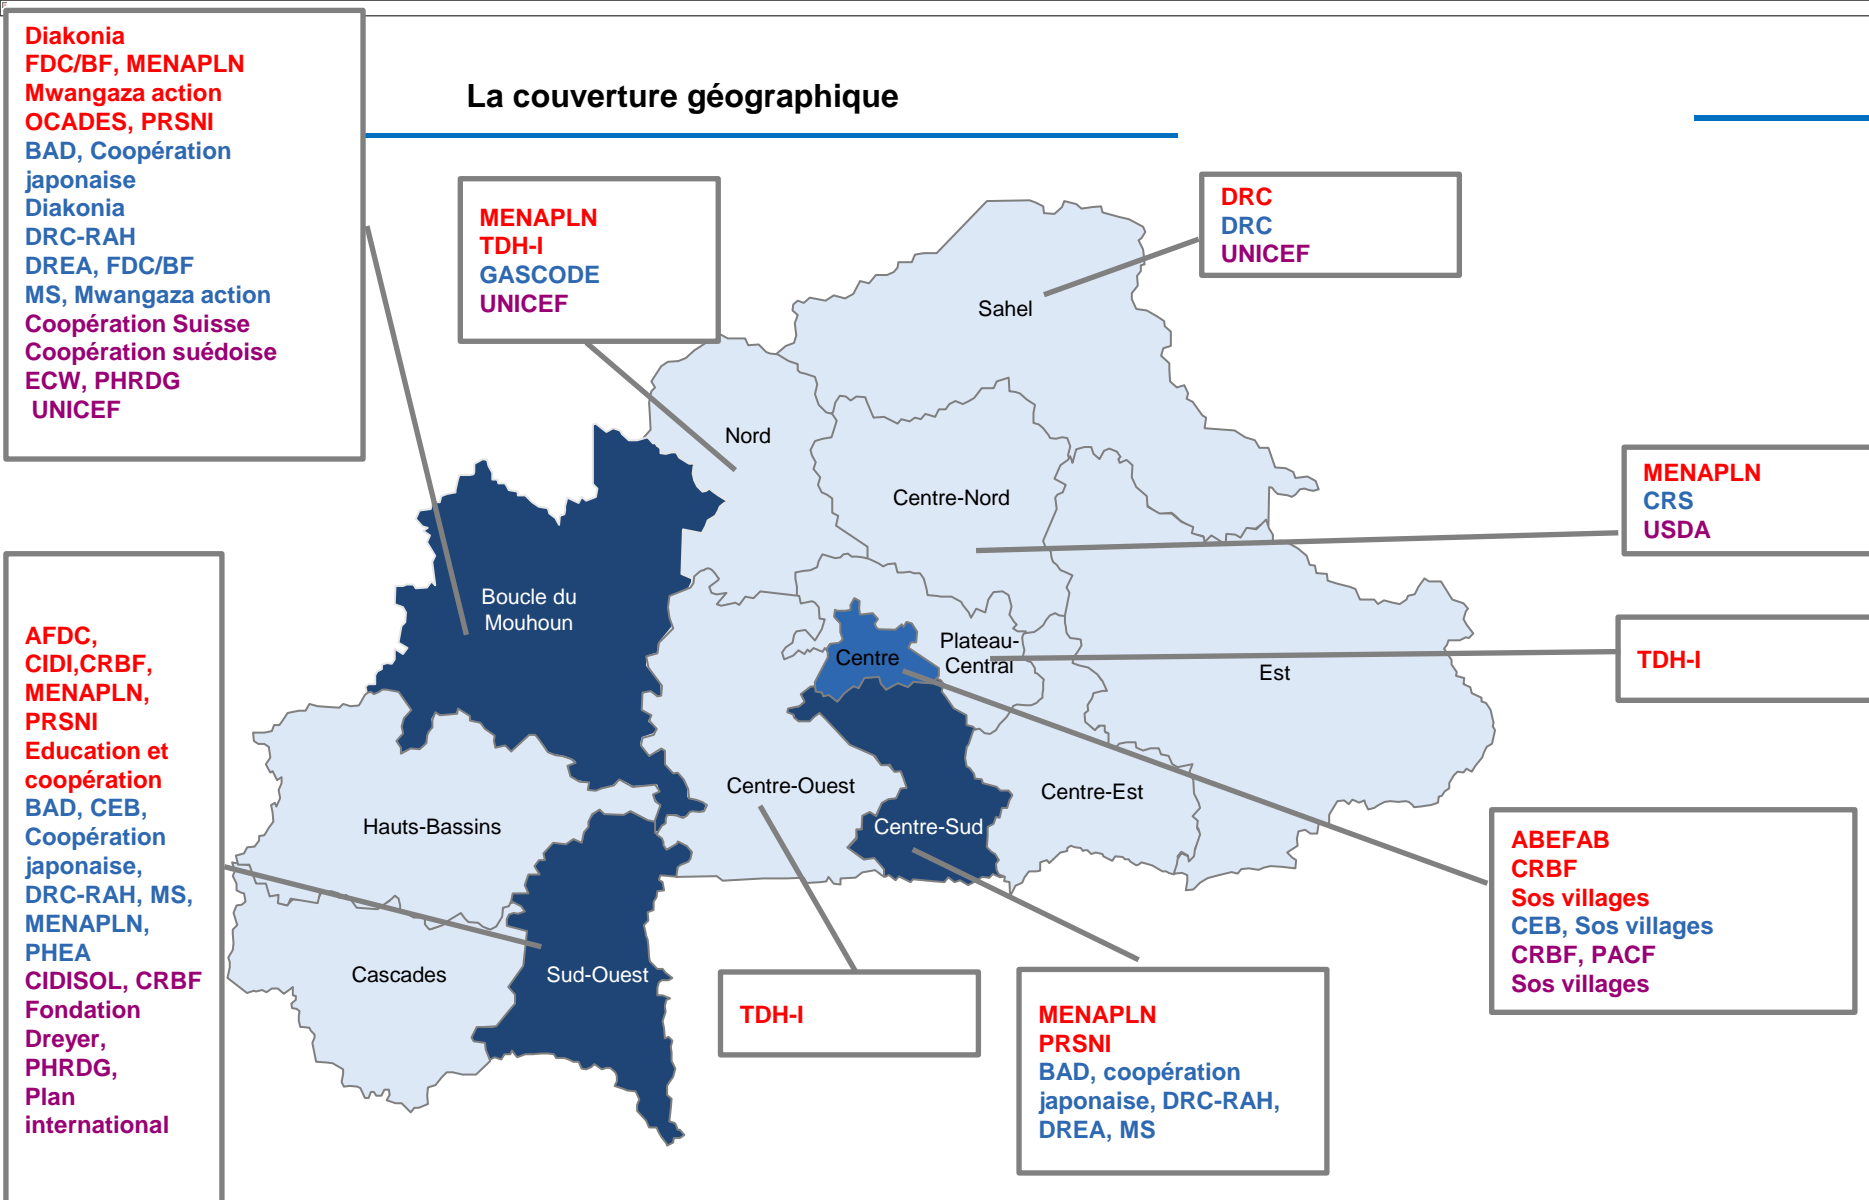 Diakonia
FDC/BF, MENAPLN
Mwangaza action
OCADES, PRSNI
BAD, Coopération
japonaise
Diakonia
DRC-RAH
DREA, FDC/BF
MS, Mwangaza action
Coopération Suisse
Coopération suédoise
ECW, PHRDG
UNICEF
La couverture géographique
MENAPLN
TDH-I
GASCODE
UNICEF
DRC
DRC
UNICEF
Sahel
Nord
Centre-Nord
MENAPLN
CRS
USDA
Boucle du
Mouhoun
Centre
Plateau-
Central
Est
TDH-I
AFDC,
CIDI,CRBF,
MENAPLN,
PRSNI
Education et
coopération
BAD, CEB,
Coopération
japonaise,
DRC-RAH, MS,
MENAPLN,
PHEA
CIDISOL, CRBF
Fondation
Dreyer,
PHRDG,
Plan
international
Hauts-Bassins
Centre-Ouest
Centre-Sud
Centre-Est
Cascades
Sud-Ouest
ABEFAB
CRBF
Sos villages
CEB, Sos villages
CRBF, PACF
Sos villages
TDH-I
MENAPLN
PRSNI
BAD, coopération
japonaise, DRC-RAH,
DREA, MS